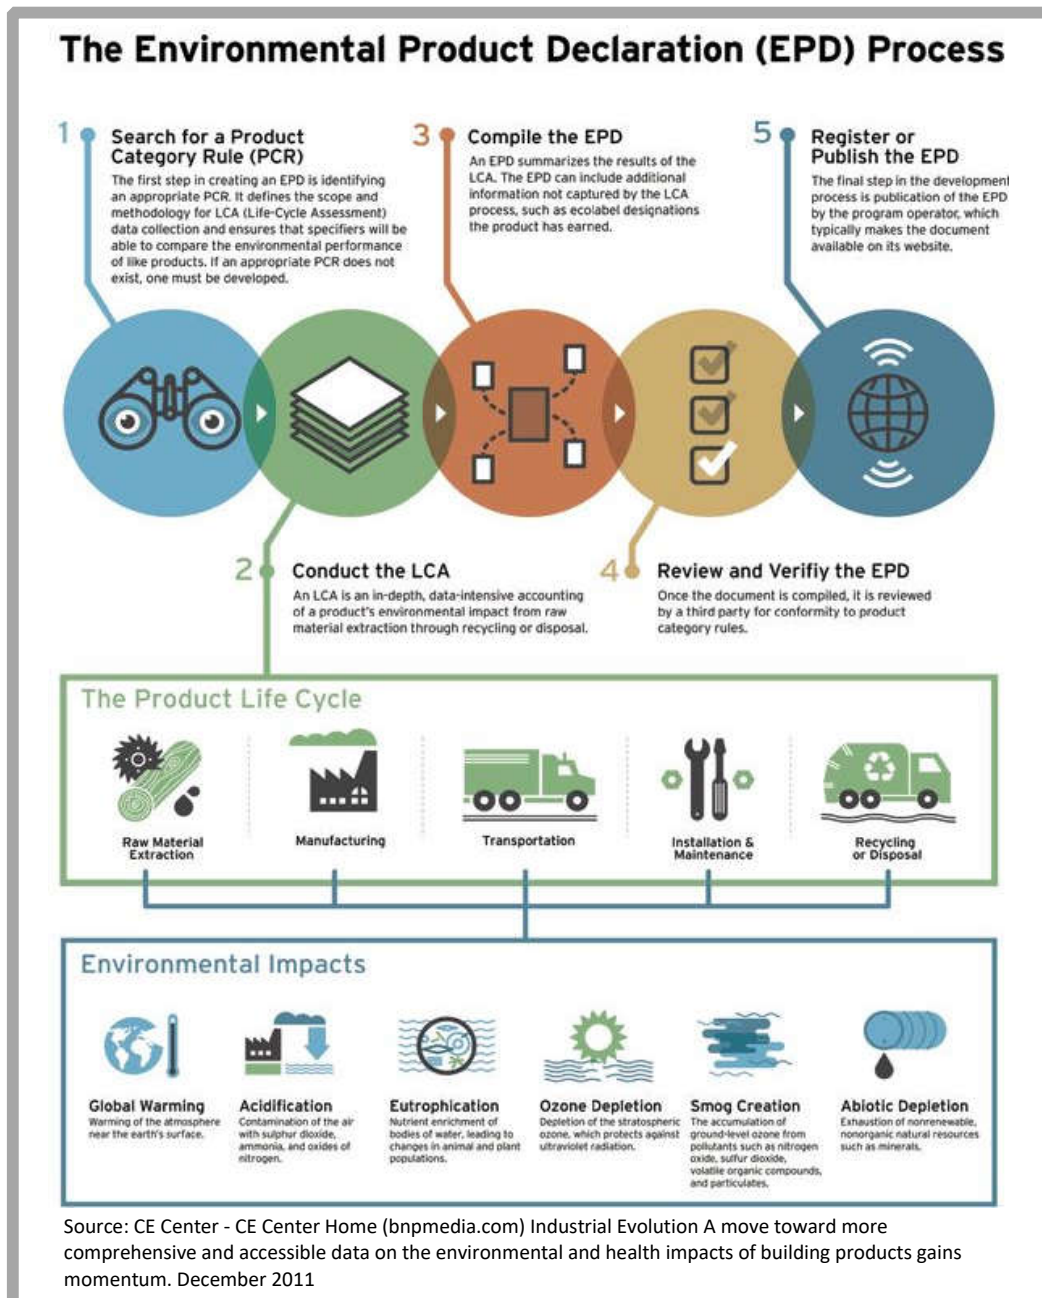 The Environmental Product Declaration (EPD) Process
1
Search for a Product
Category Rule (PCR)
The first step in creating an EPD is identifying
an appropriate PCR. It defines the scope and
methodology for LCA (Life-Cycle Assessment)
data collection and ensures that specifiers will be
able to compare the environmental performance
of like products. If an appropriate PCR does not
exist, one must be developed.
3
Compile the EPD
An EPD summarizes the results of the
LCA. The EPD can include additional
information not captured by the LCA
process, such as ecolabel designations
the product has earned.
5
Register or
Publish the EPD
The final step in the development
process is publication of the EPD
by the program operator, which
typically makes the document
available on its website.
2
Conduct the LCA
An LCA is an in-depth, data-intensive accounting
of a product's environmental impact from raw
material extraction through recycling or disposal.
4
Review and Verifiy the EPD
Once the document is compiled, it is reviewed
by a third party for conformity to product
category rules.
The Product Life Cycle
Raw Material
Extraction
Manufacturing
Transportation
Installation &
Maintenance
Recycling
or Disposal
Environmental Impacts
Global Warming
Warming of the atmosphere
near the earth's surface.
Acidification
Contamination of the air
with sulphur dioxide,
ammonia, and oxides of
nitrogen.
Eutrophication
Nutrient enrichment of
bodies of water, leading to
changes in animal and plant
populations.
Ozone Depletion
Depletion of the stratospheric
ozone, which protects against
ultraviolet radiation.
Smog Creation
The accumulation of
ground-level ozone from
pollutants such as nitrogen
oxide, sulfur dioxide,
volatile organic compounds,
and particulates.
Abiotic Depletion
Exhaustion of nonrenewable,
nonorganic natural resources
such as minerals.
Source: CE Center - CE Center Home (bnpmedia.com) Industrial Evolution A move toward more
comprehensive and accessible data on the environmental and health impacts of building products gains
momentum. December 2011